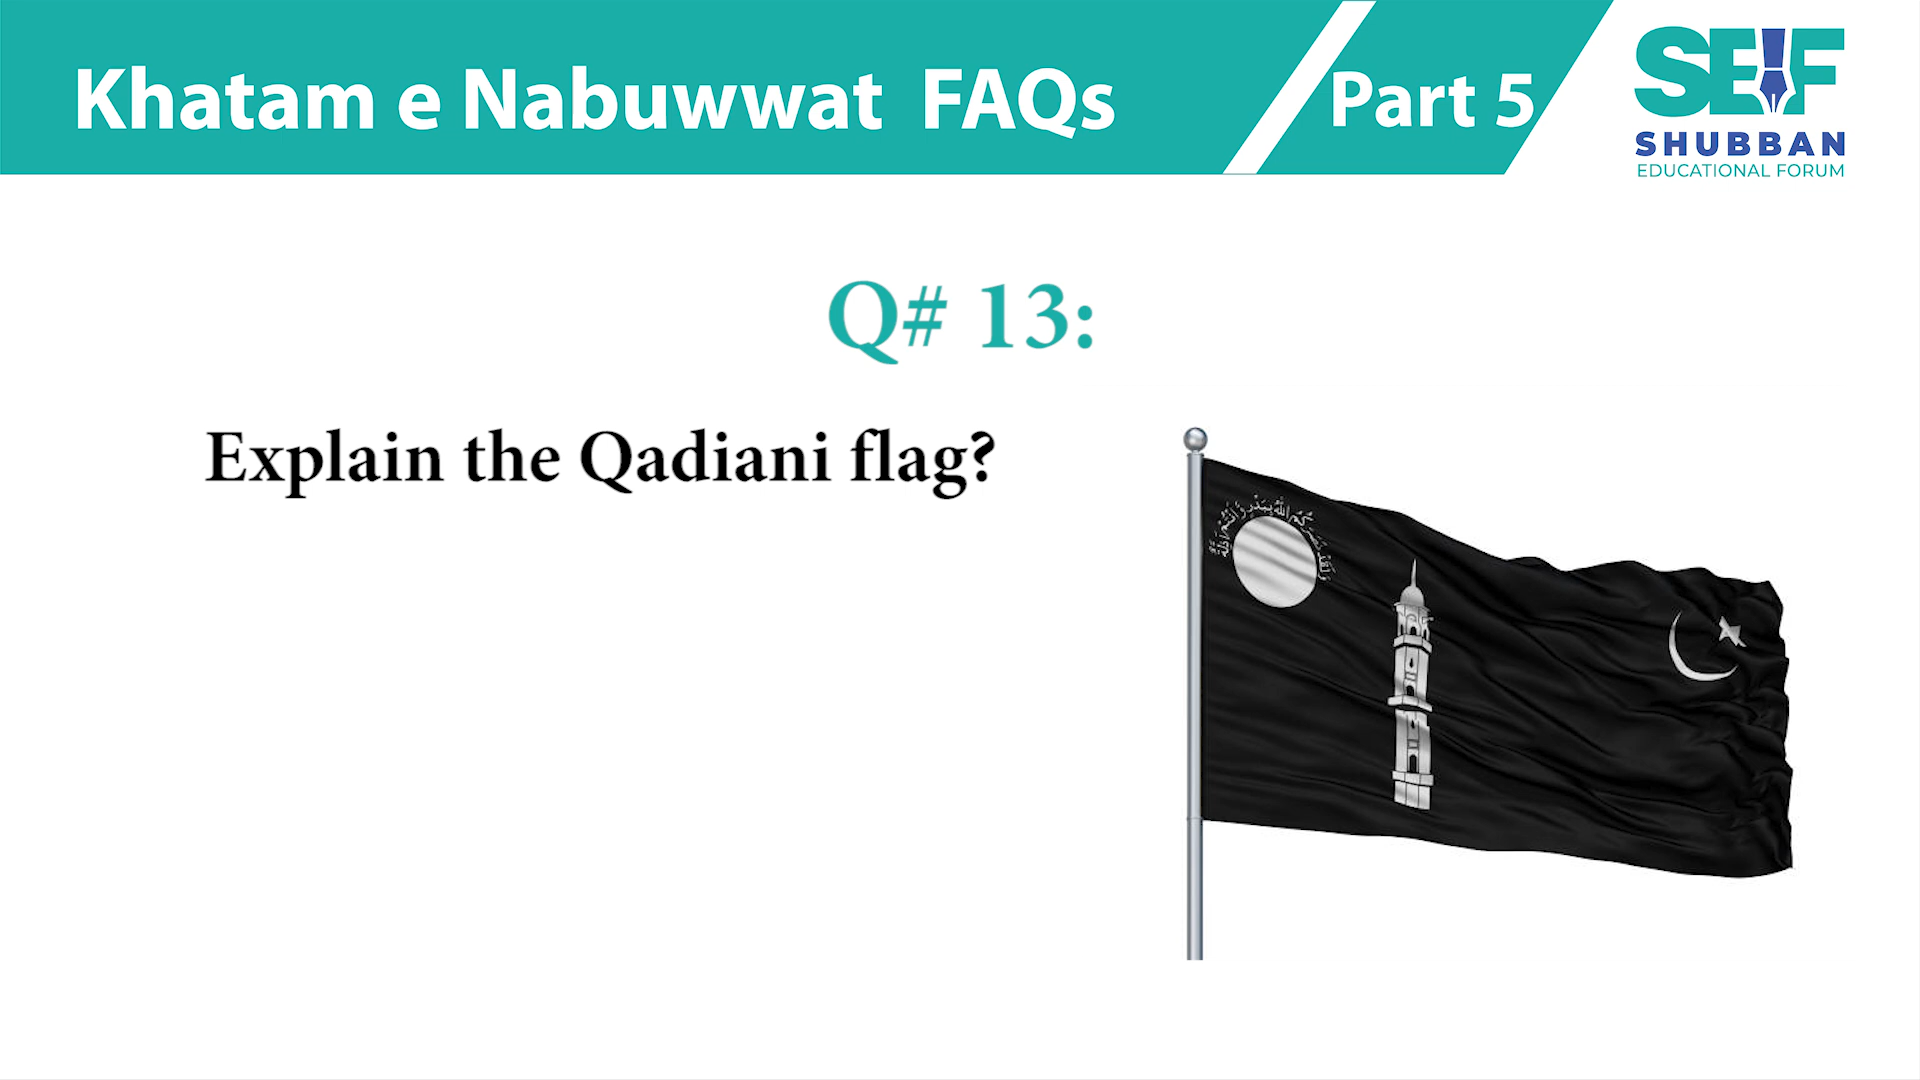 Khatam e Nabuwwat FAQs
Part 5
SEF
SHUBBAN
EDUCATIONAL FORUM
Q# 13:
Explain the Qadiani flag?